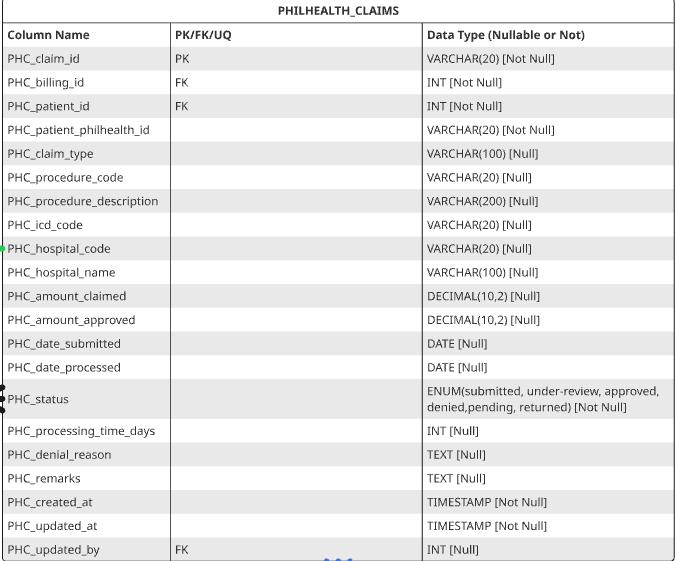 PHILHEALTH_CLAIMS
Column Name PK/FK/UQ Data Type (Nullable or Not)
PHC_claim_id PK VARCHAR(20) [Not Null]
PHC_billing_id FK INT [Not Null]
PHC_patient_id FK INT [Not Null]
PHC_patient_philhealth_id VARCHAR(20) [Not Null]
PHC_claim_type VARCHAR(100) [Null]
PHC_procedure_code VARCHAR(20) [Null]
PHC_procedure_description VARCHAR(200) [Null]
PHC_icd_code VARCHAR(20) [Null]
PHC_hospital_code VARCHAR(20) [Null]
PHC_hospital_name VARCHAR(100) [Null]
PHC_amount_claimed DECIMAL(10,2) [Null]
PHC_amount_approved DECIMAL(10,2) [Null]
PHC_date_submitted DATE [Null]
PHC_date_processed DATE [Null]
PHC_status ENUM(submitted, under-review, approved,
denied,pending, returned) [Not Null]
PHC_processing_time_days INT [Null]
PHC_denial_reason TEXT [Null]
PHC_remarks TEXT [Null]
PHC_created_at TIMESTAMP [Not Null]
PHC_updated_at TIMESTAMP [Not Null]
PHC_updated_by FK INT [Null]